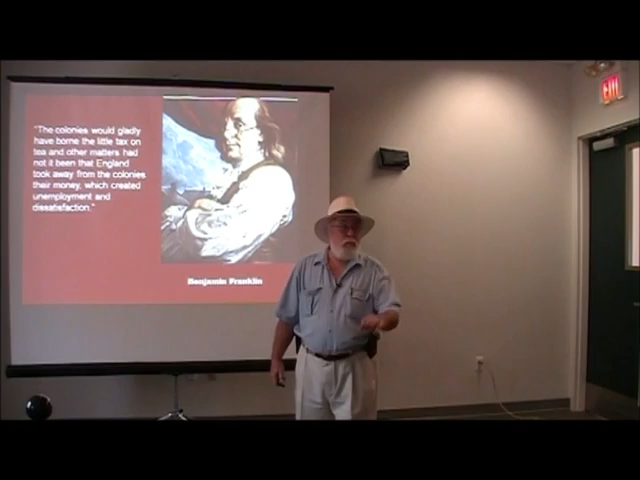 "The colonies would gladly
have borne the little tax on
tea and other matters had
not it been that England
took away from the colonies
their money, which created
unemployment and
dissatisfaction."
Benjamin Franklin
EXIT